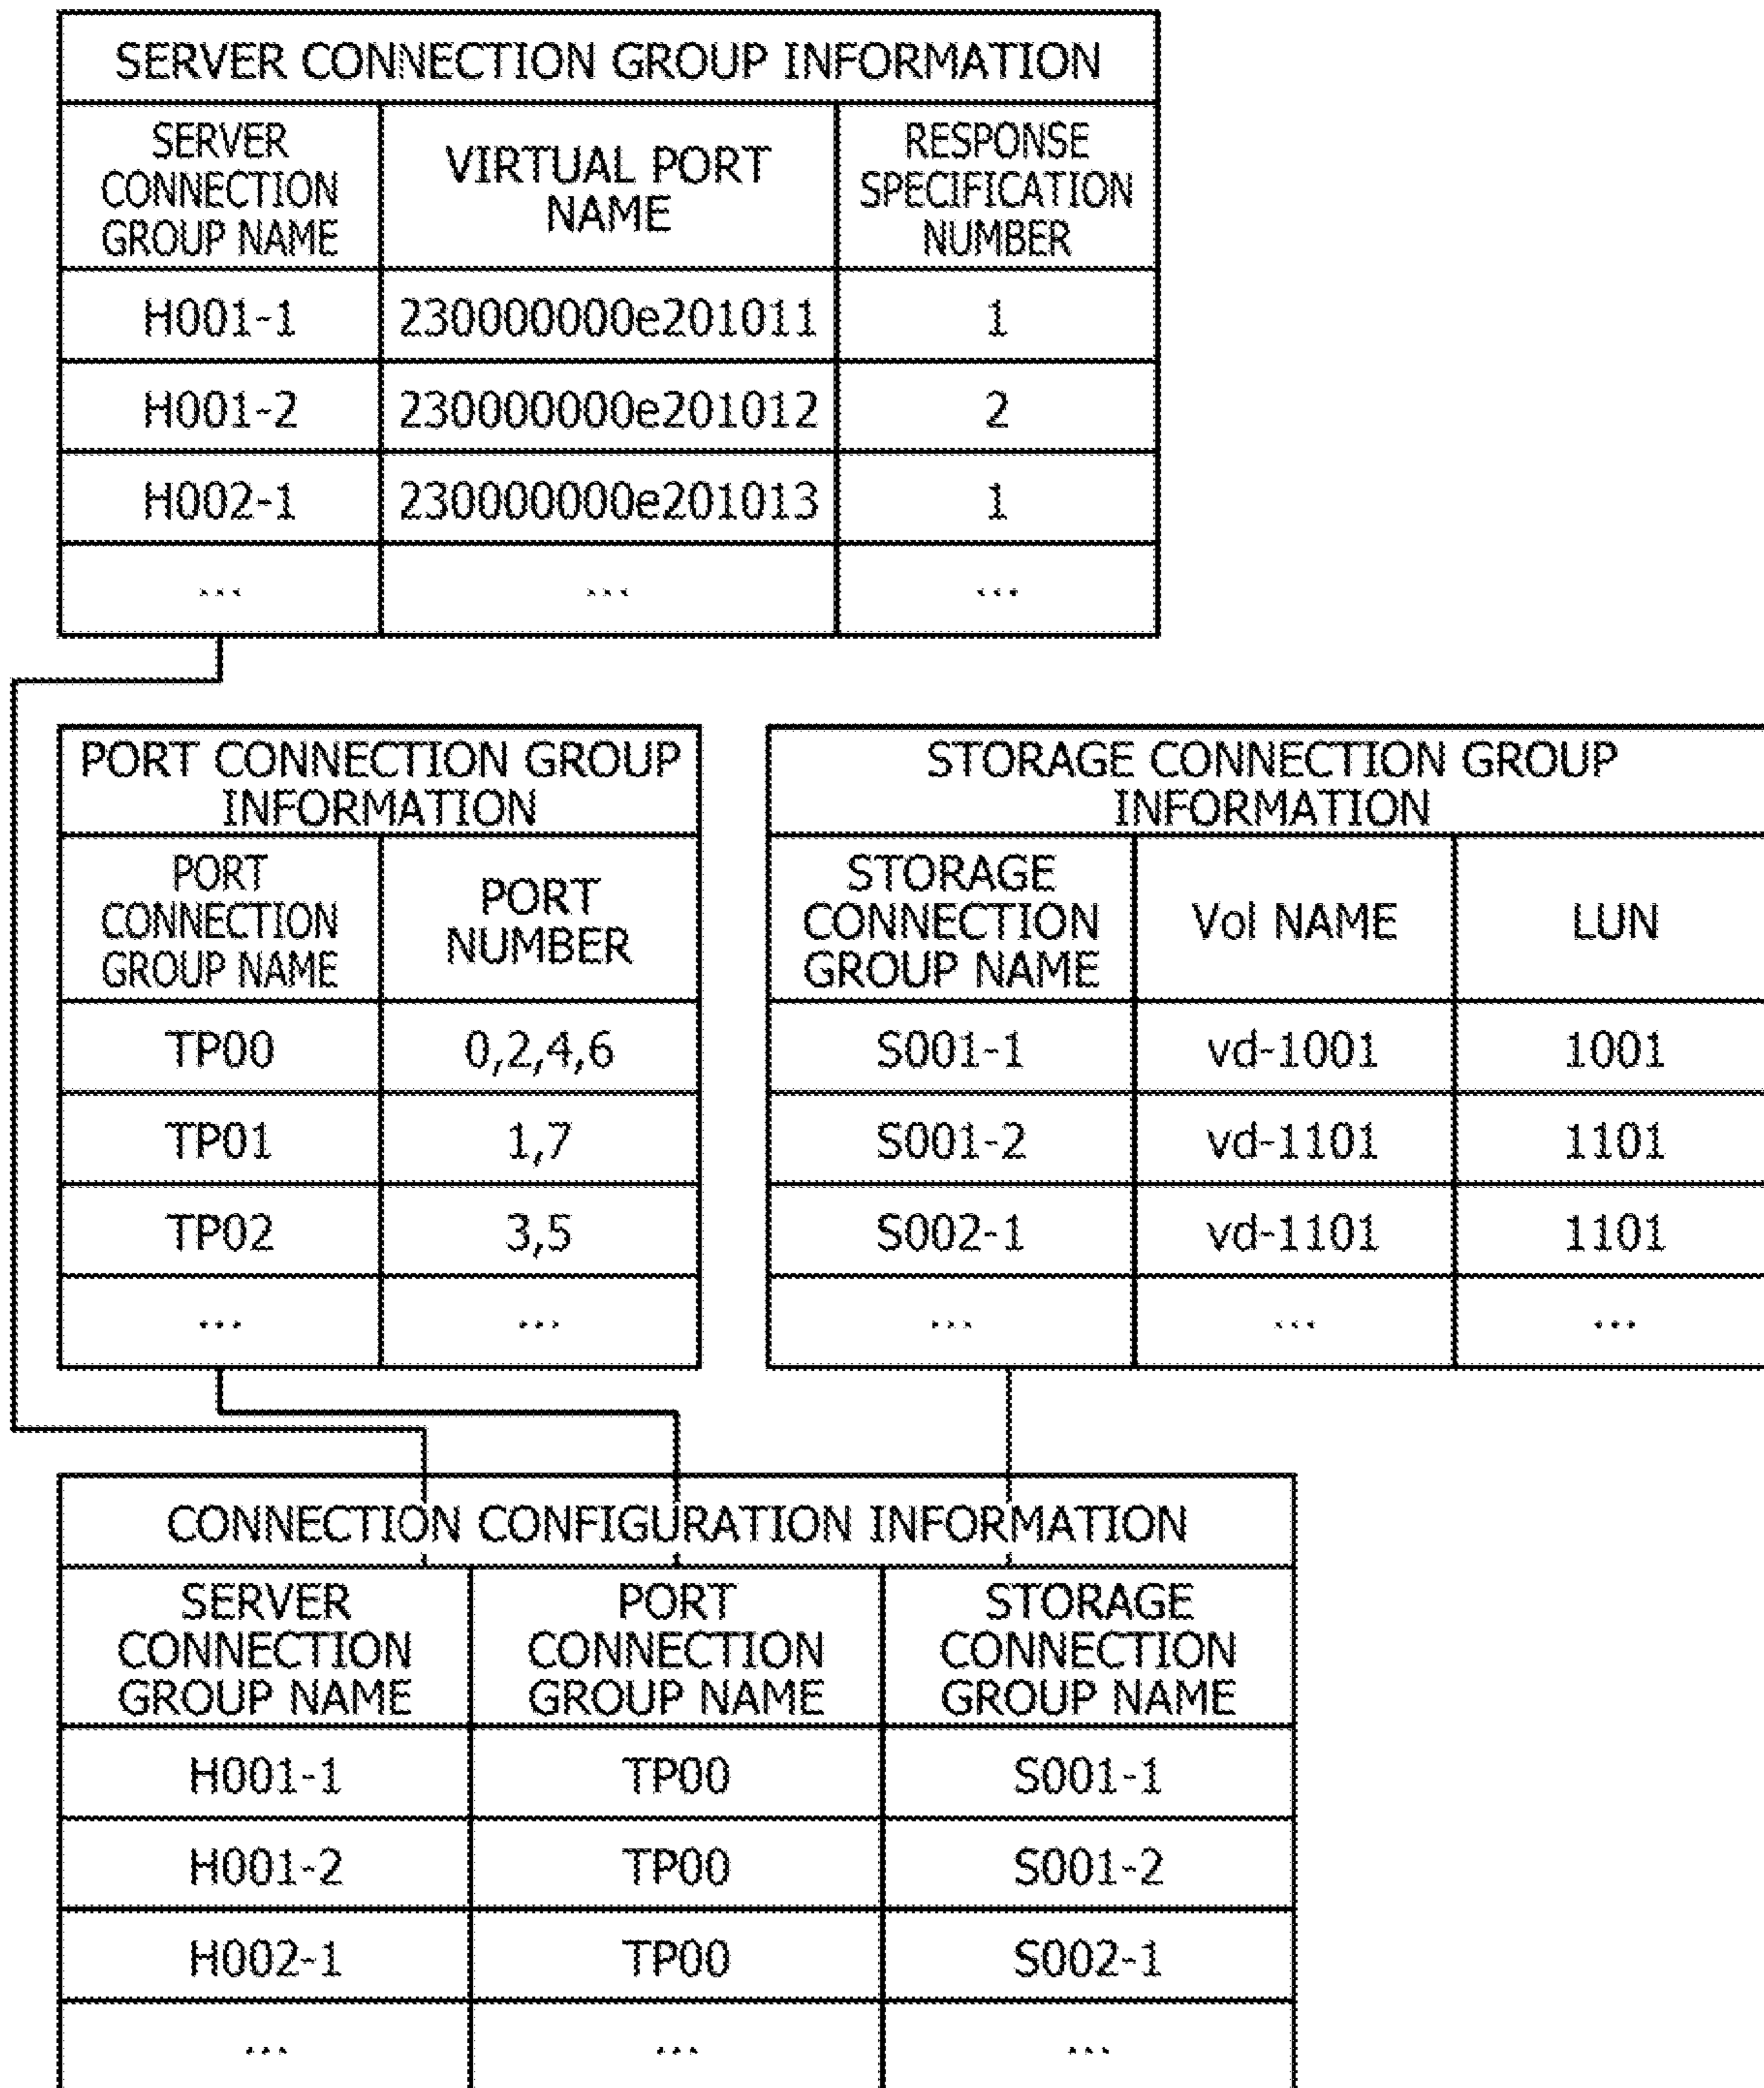 SERVER CONNECTION GROUP INFORMATION
SERVER
CONNECTION
GROUP NAME
VIRTUAL PORT
NAME
RESPONSE
SPECIFICATION
NUMBER
H001-1 230000000e201011 1
H001-2 230000000e201012 2
H002-1 230000000e201013 1
... ... ...
PORT CONNECTION GROUP
INFORMATION
PORT
CONNECTION
GROUP NAME
PORT
NUMBER
TP00 0,2,4,6
TP01 1,7
TP02 3,5
... ...
STORAGE CONNECTION GROUP
INFORMATION
STORAGE
CONNECTION
GROUP NAME
Vol NAME
LUN
S001-1 vd-1001 1001
S001-2 vd-1101 1101
S002-1 vd-1101 1101
... ... ...
CONNECTION CONFIGURATION INFORMATION
SERVER
CONNECTION
GROUP NAME
PORT
CONNECTION
GROUP NAME
STORAGE
CONNECTION
GROUP NAME
H001-1 TP00 S001-1
H001-2 TP00 S001-2
H002-1 TP00 S002-1
... ... ...